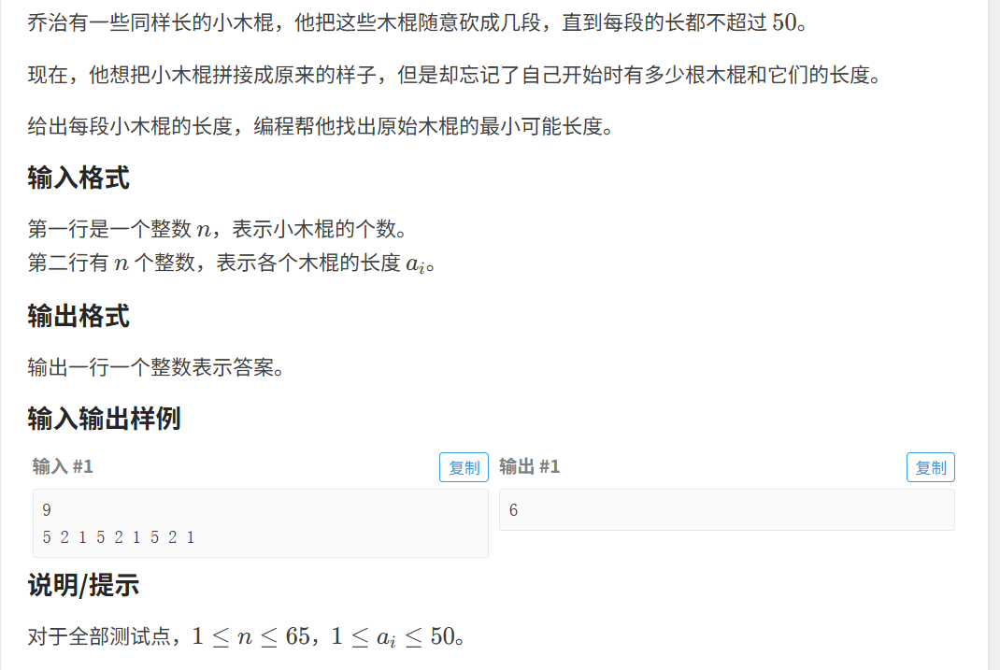 乔治有一些同样长的小木棍，他把这些木棍随意砍成几段，直到每段的长都不超过 50。
现在，他想把小木棍拼接成原来的样子，但是却忘记了自己开始时有多少根木棍和它们的长度。
给出每段小木棍的长度，编程帮他找出原始木棍的最小可能长度。
输入格式
第一行是一个整数 n，表示小木棍的个数。
第二行有 n 个整数，表示各个木棍的长度 aᵢ。
输出格式
输出一行一个整数表示答案。
输入输出样例
输入 #1
复制
9
5 2 1 5 2 1 5 2 1
输出 #1
复制
6
说明/提示
对于全部测试点，1 ≤ n ≤ 65，1 ≤ aᵢ ≤ 50。